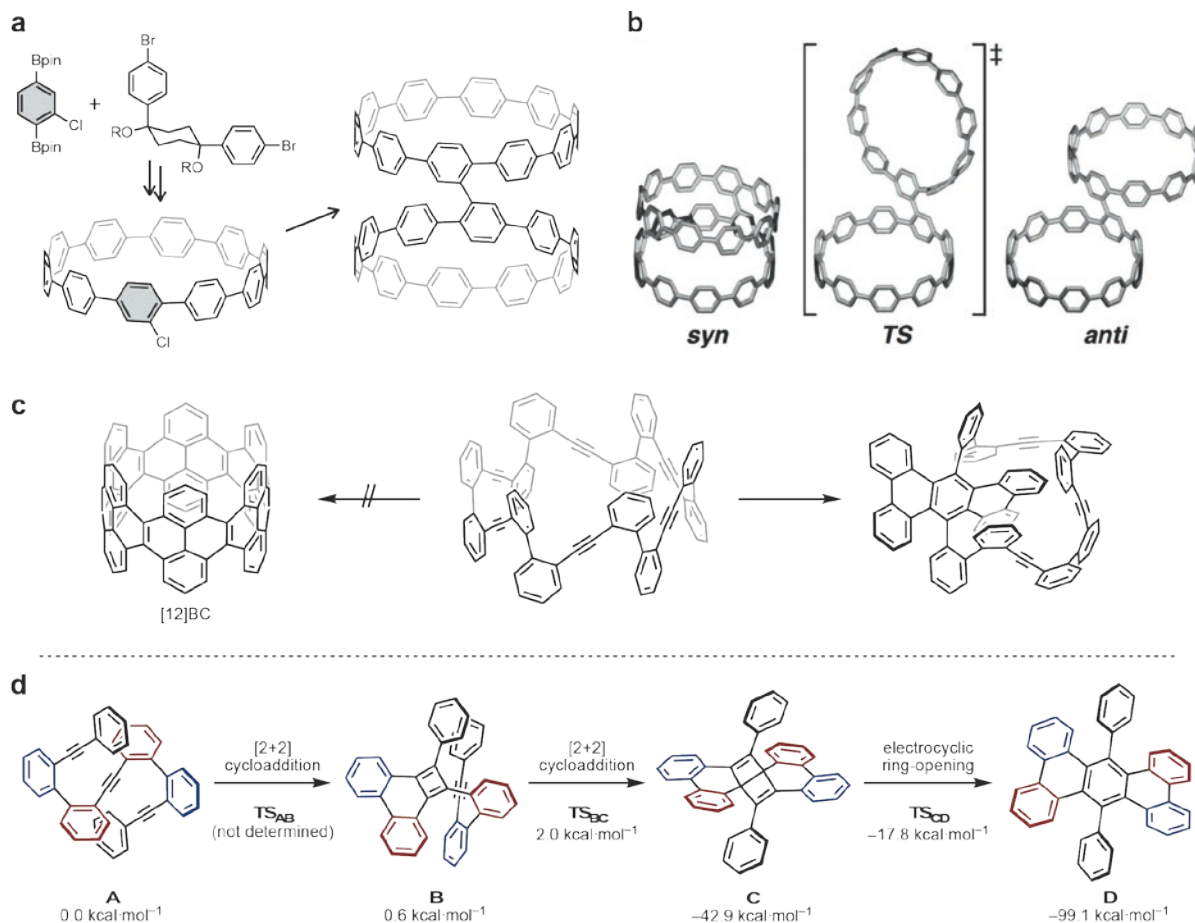 a
Bpin
Cl
Bpin
+
Br
RO
RO
Br
Cl
b
‡
syn
TS
anti
c
[12]BC
d
[2+2]
cycloaddition
TS_AB
(not determined)
[2+2]
cycloaddition
TS_BC
2.0 kcal·mol⁻¹
electrocyclic
ring-opening
TS_CD
−17.8 kcal·mol⁻¹
A
0.0 kcal·mol⁻¹
B
0.6 kcal·mol⁻¹
C
−42.9 kcal·mol⁻¹
D
−99.1 kcal·mol⁻¹